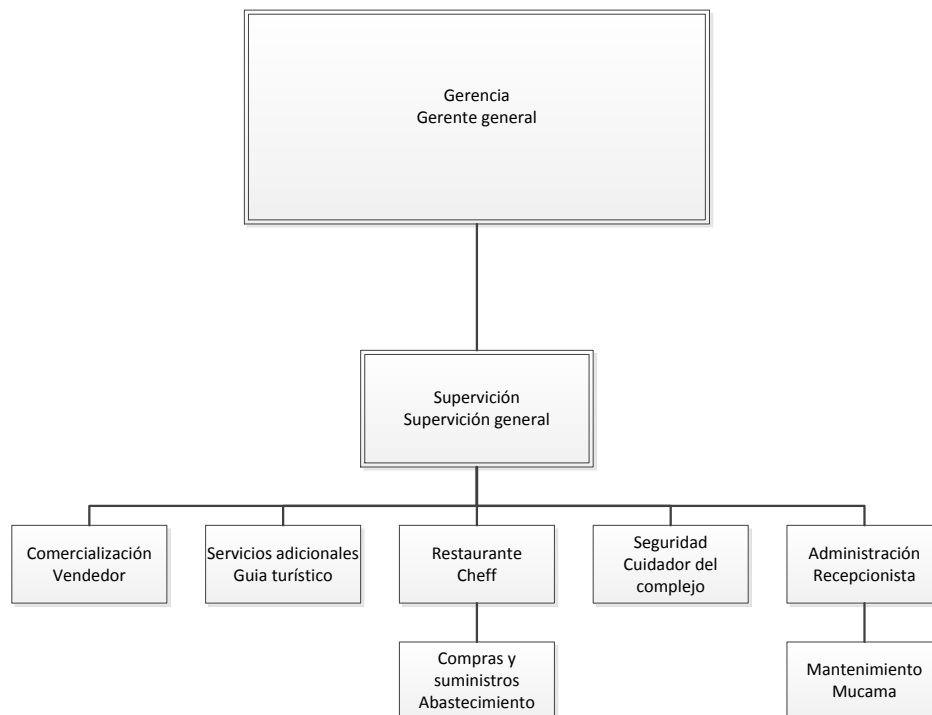 Gerencia
Gerente general
Supervición
Supervición general
Comercialización
Vendedor
Servicios adicionales
Guia turístico
Restaurante
Cheff
Seguridad
Cuidador del
complejo
Administración
Recepcionista
Compras y
suministros
Abastecimiento
Mantenimiento
Mucama